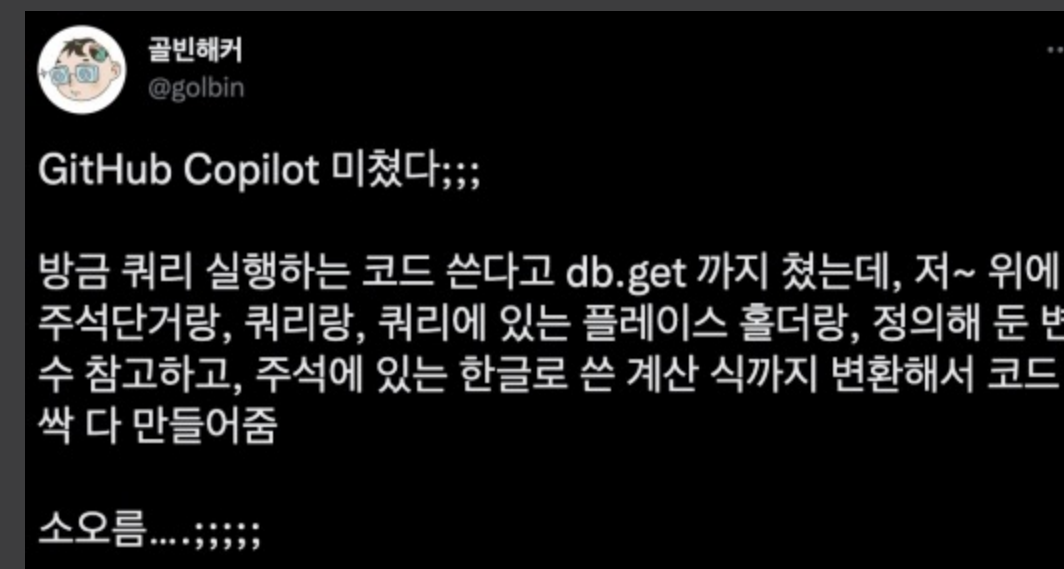 골빈해커
@golbin
GitHub Copilot 미쳤다;;;
방금 쿼리 실행하는 코드 쓴다고 db.get 까지 쳤는데, 저~ 위에
주석단거랑, 쿼리랑, 쿼리에 있는 플레이스 홀더랑, 정의해 둔 변
수 참고하고, 주석에 있는 한글로 쓴 계산 식까지 변환해서 코드
싹 다 만들어줌
소오름....;;;;;